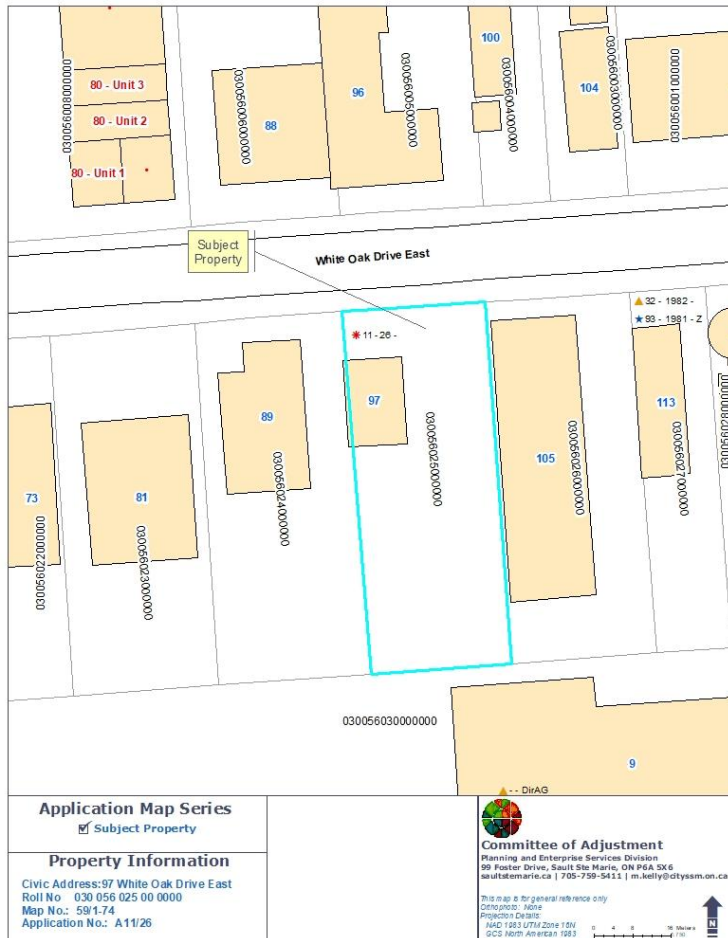 100
80 - Unit 3
80 - Unit 2
80 - Unit 1
88
96
104
030056008000000
030056006000000
030056005000000
030056004000000
030056003000000
030056001000000
Subject
Property
White Oak Drive East
32 - 1982 -
93 - 1981 - Z
11 - 26 -
97
89
105
113
73
81
030056022000000
030056023000000
030056024000000
030056025000000
030056026000000
030056027000000
030056028000000
030056030000000
9
- - DirAG
Application Map Series
Subject Property
Property Information
Civic Address:97 White Oak Drive East
Roll No 030 056 025 00 0000
Map No.: 59/1-74
Application No.: A11/26
Committee of Adjustment
Planning and Enterprise Services Division
99 Foster Drive, Sault Ste Marie, ON P6A 5X6
saultstemarie.ca | 705-759-5411 | m.kelly@cityssm.on.ca
This map is for general reference only
Orthophoto: None
Projection Details:
NAD 1983 UTM Zone 16N
GCS North American 1983
0 4 8 16 Meters
N